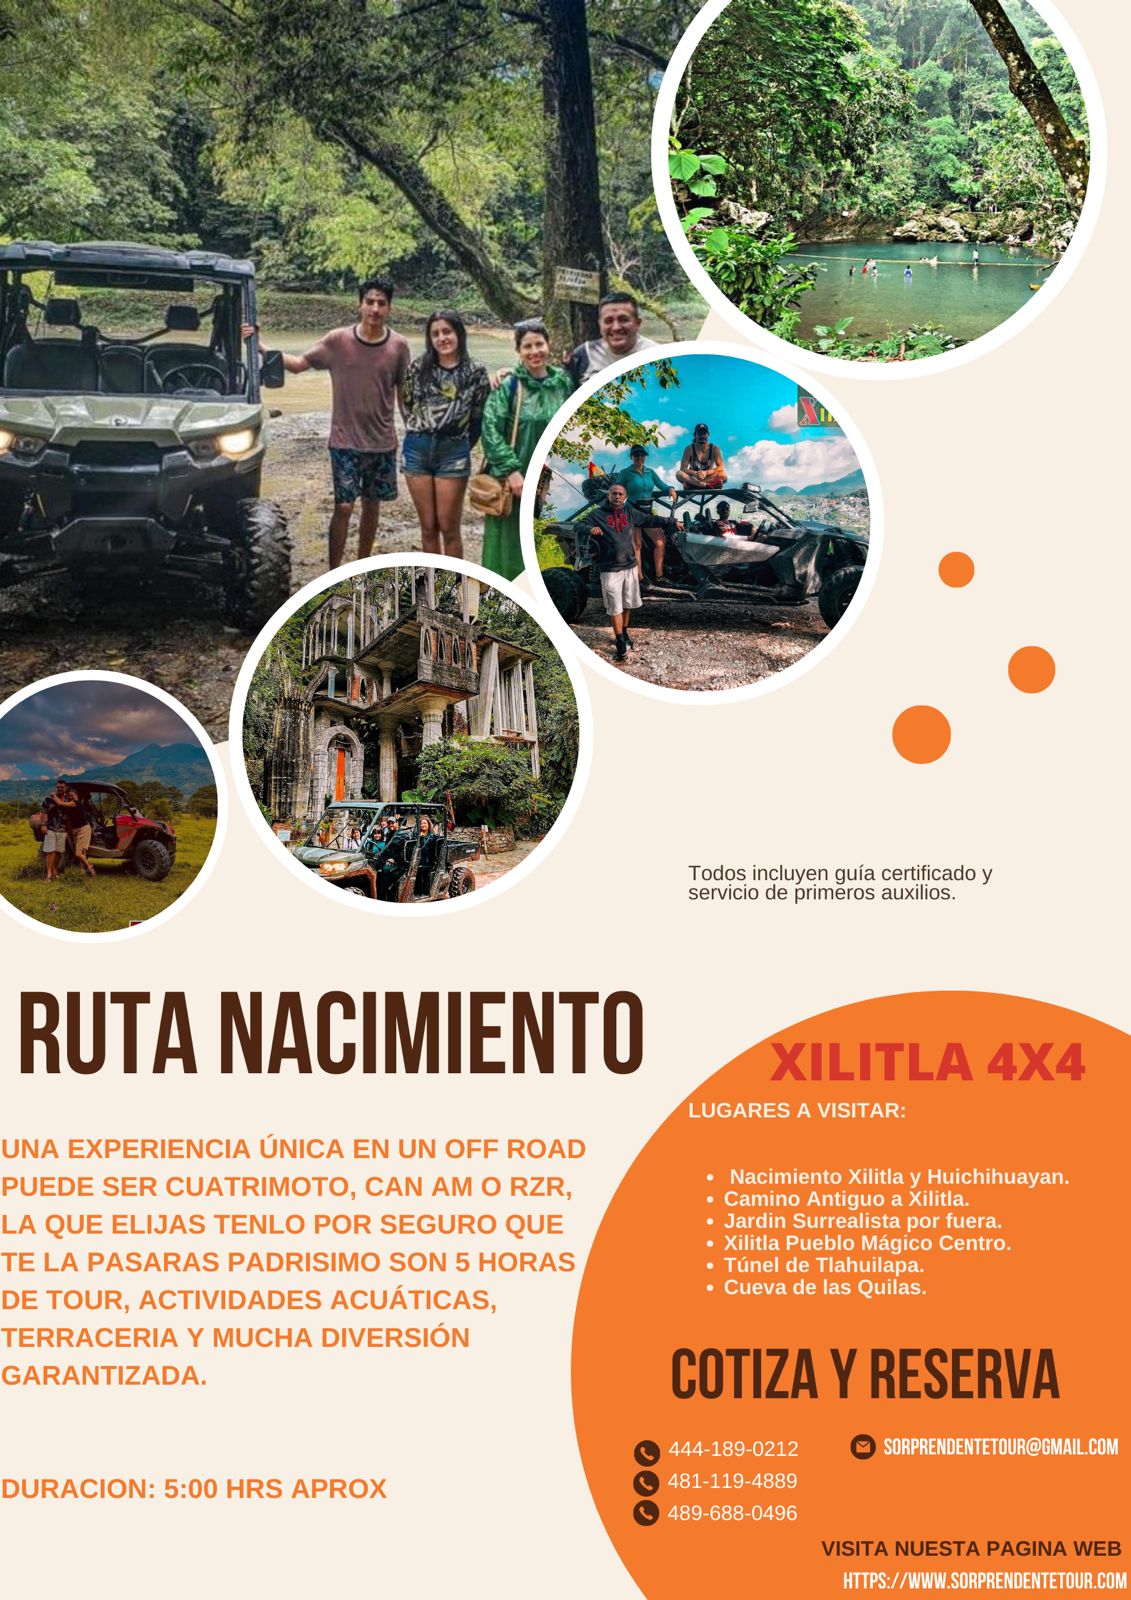 Todos incluyen guía certificado y
servicio de primeros auxilios.
RUTA NACIMIENTO
UNA EXPERIENCIA ÚNICA EN UN OFF ROAD
PUEDE SER CUATRIMOTO, CAN AM O RZR,
LA QUE ELIJAS TENLO POR SEGURO QUE
TE LA PASARAS PADRISIMO SON 5 HORAS
DE TOUR, ACTIVIDADES ACUÁTICAS,
TERRACERIA Y MUCHA DIVERSIÓN
GARANTIZADA.
DURACION: 5:00 HRS APROX
XILITLA 4X4
LUGARES A VISITAR:
• Nacimiento Xilitla y Huichihuayan.
• Camino Antiguo a Xilitla.
• Jardin Surrealista por fuera.
• Xilitla Pueblo Mágico Centro.
• Túnel de Tlahuilapa.
• Cueva de las Quilas.
COTIZA Y RESERVA
444-189-0212
481-119-4889
489-688-0496
SORPRENDENTETOUR@GMAIL.COM
VISITA NUESTA PAGINA WEB
HTTPS://WWW.SORPRENDENTETOUR.COM